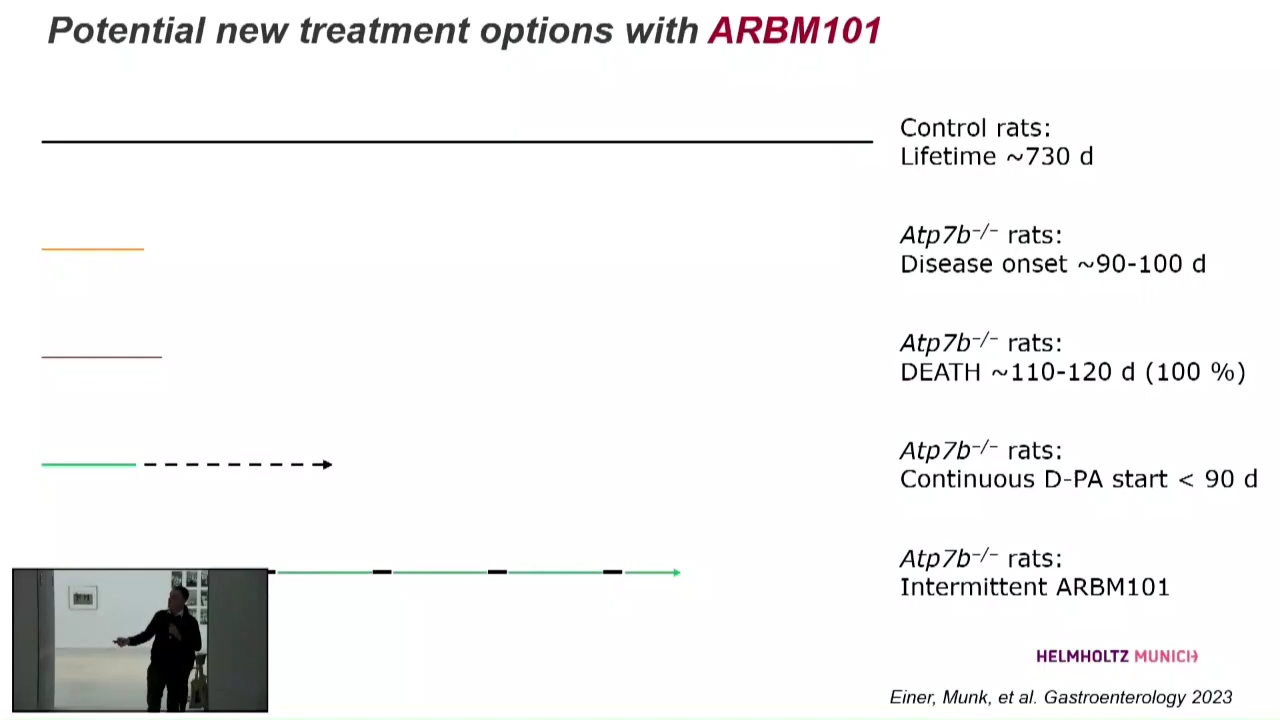 Potential new treatment options with ARBM101
Control rats:
Lifetime ~730 d
Atp7b⁻/⁻ rats:
Disease onset ~90-100 d
Atp7b⁻/⁻ rats:
DEATH ~110-120 d (100 %)
Atp7b⁻/⁻ rats:
Continuous D-PA start < 90 d
Atp7b⁻/⁻ rats:
Intermittent ARBM101
HELMHOLTZ MUNICH
Einer, Munk, et al. Gastroenterology 2023